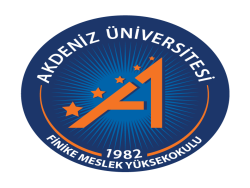 AKDENİZ ÜNİVERSİTESİ
1982
FİNİKE MESLEK YÜKSEKOKULU